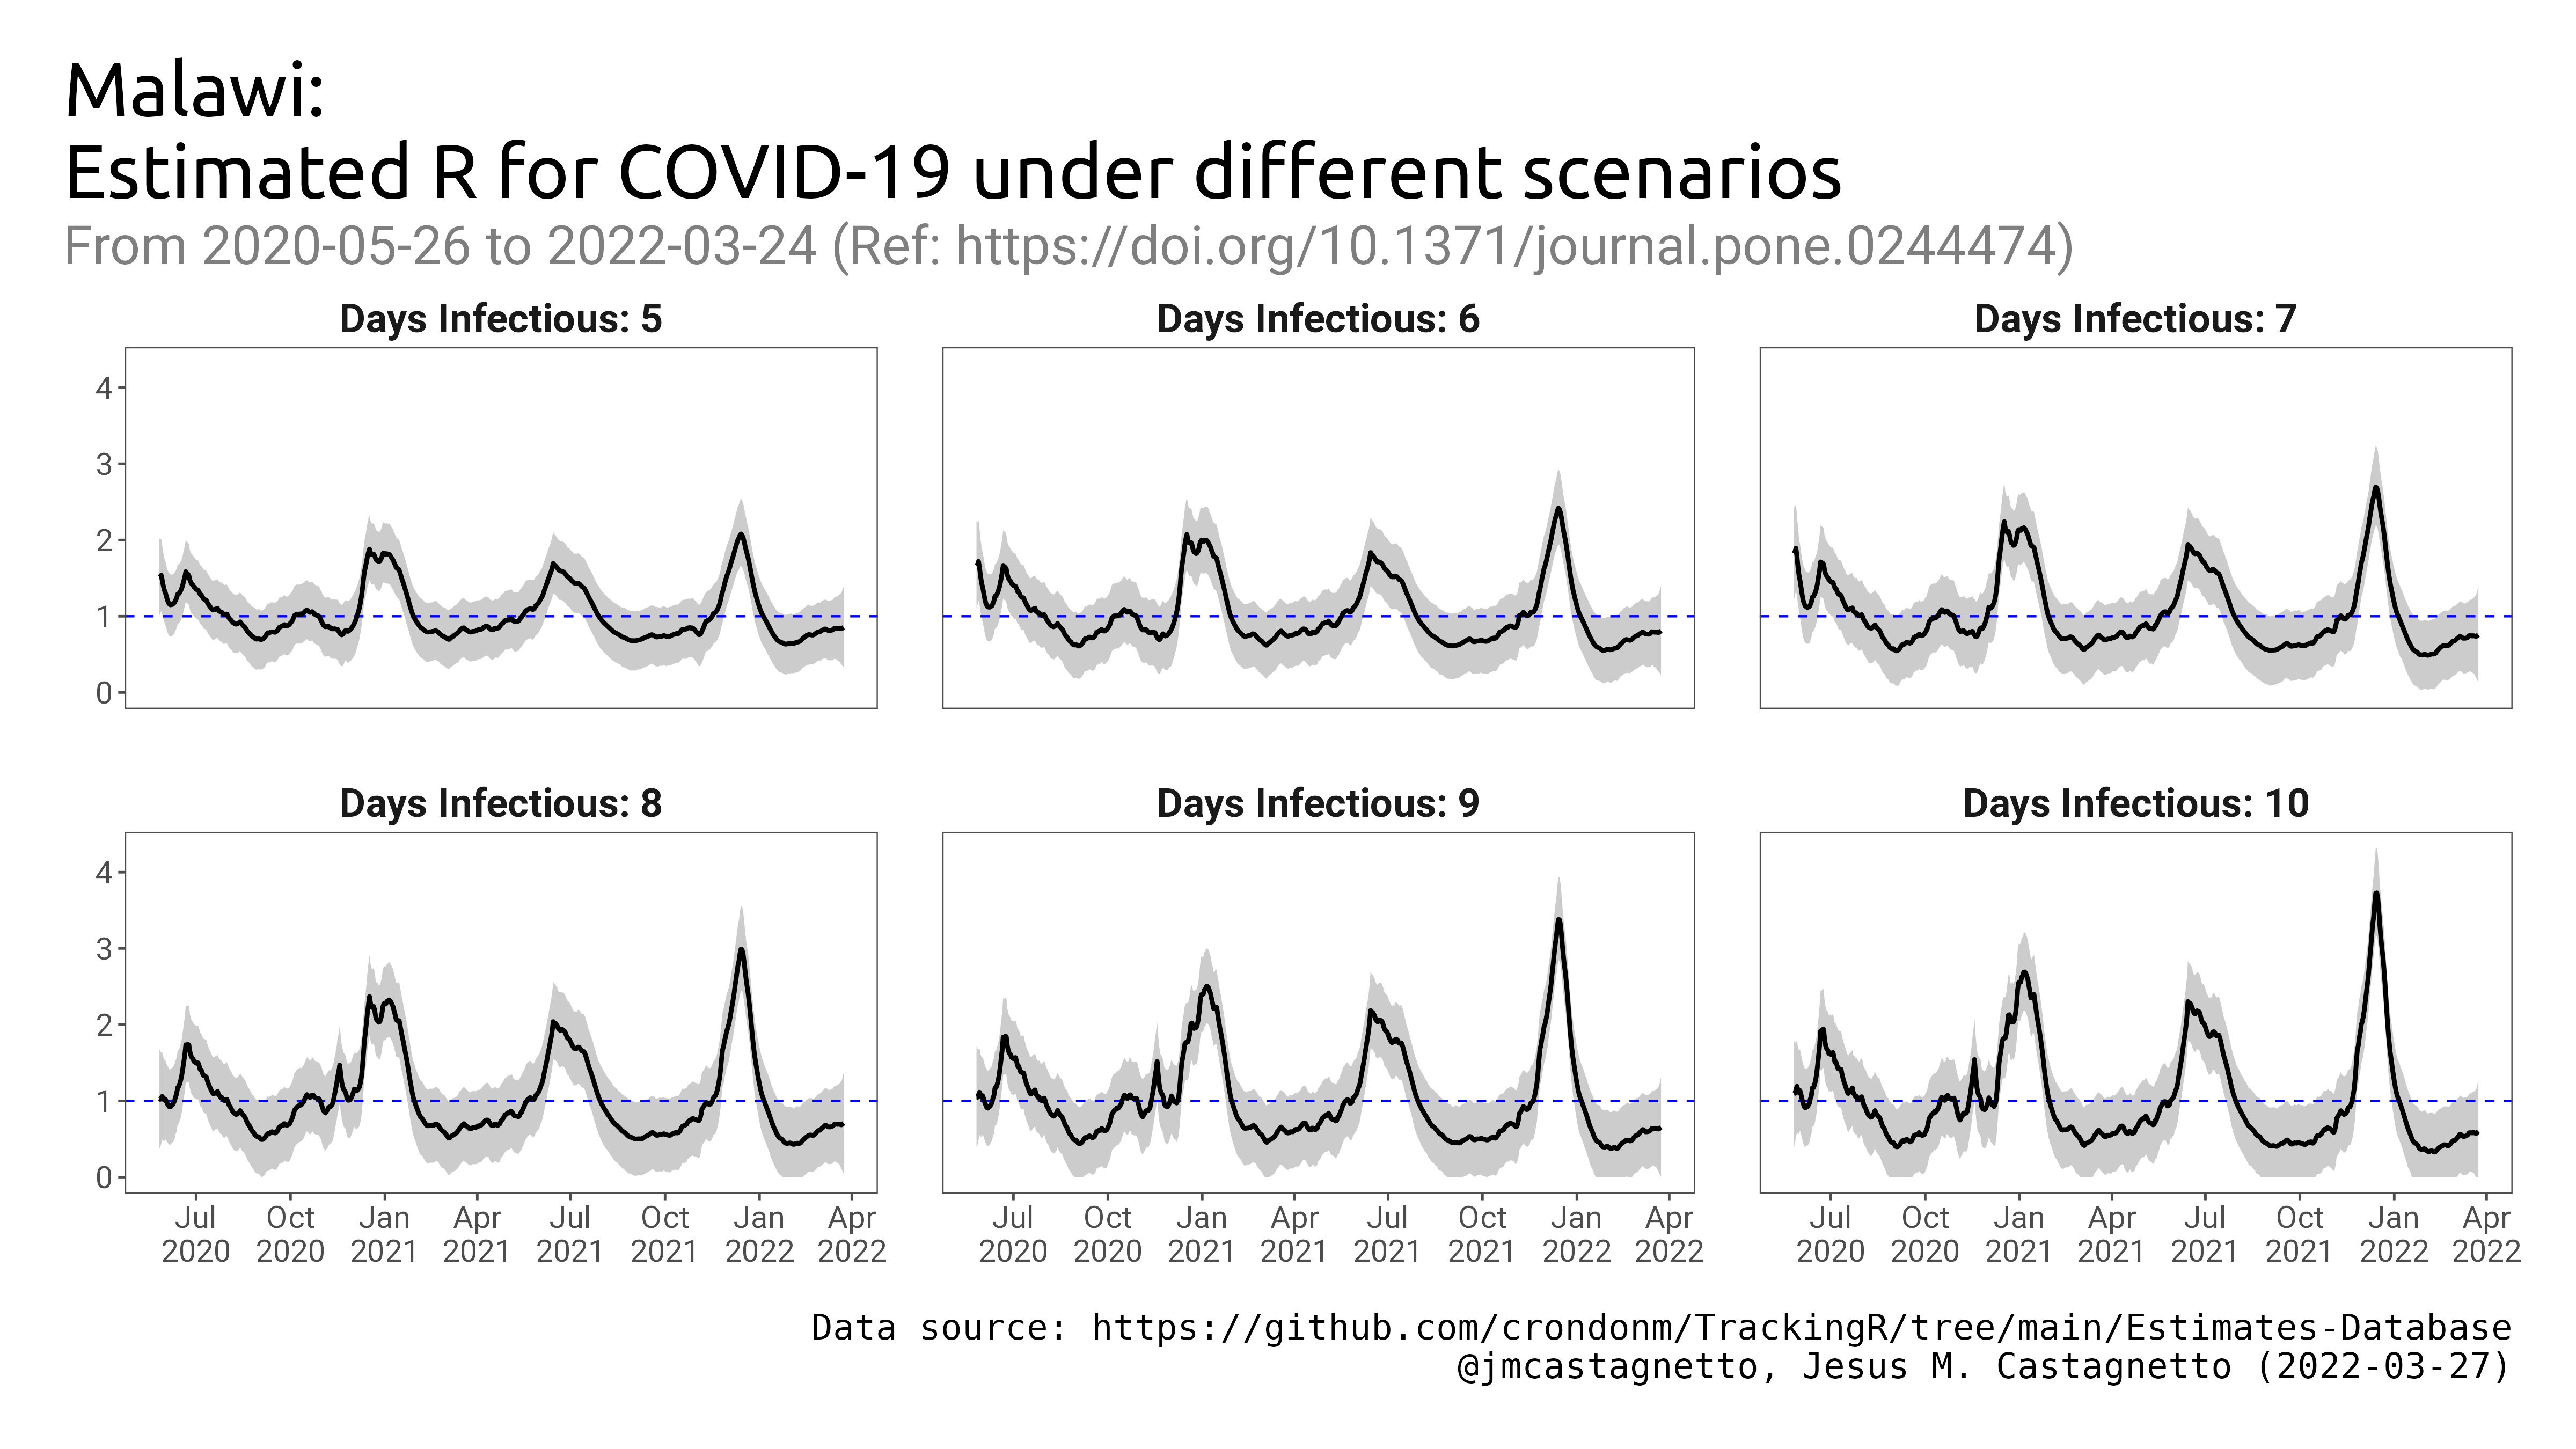 Malawi:
Estimated R for COVID-19 under different scenarios
From 2020-05-26 to 2022-03-24 (Ref: https://doi.org/10.1371/journal.pone.0244474)
Days Infectious: 5
Days Infectious: 6
Days Infectious: 7
4
3
2
1
0
Days Infectious: 8
Days Infectious: 9
Days Infectious: 10
4
3
2
1
0
Jul Oct Jan Apr Jul Oct Jan Apr
2020 2020 2021 2021 2021 2021 2022 2022
Jul Oct Jan Apr Jul Oct Jan Apr
2020 2020 2021 2021 2021 2021 2022 2022
Jul Oct Jan Apr Jul Oct Jan Apr
2020 2020 2021 2021 2021 2021 2022 2022
Data source: https://github.com/crondonm/TrackingR/tree/main/Estimates-Database
@jmcastagnetto, Jesus M. Castagnetto (2022-03-27)